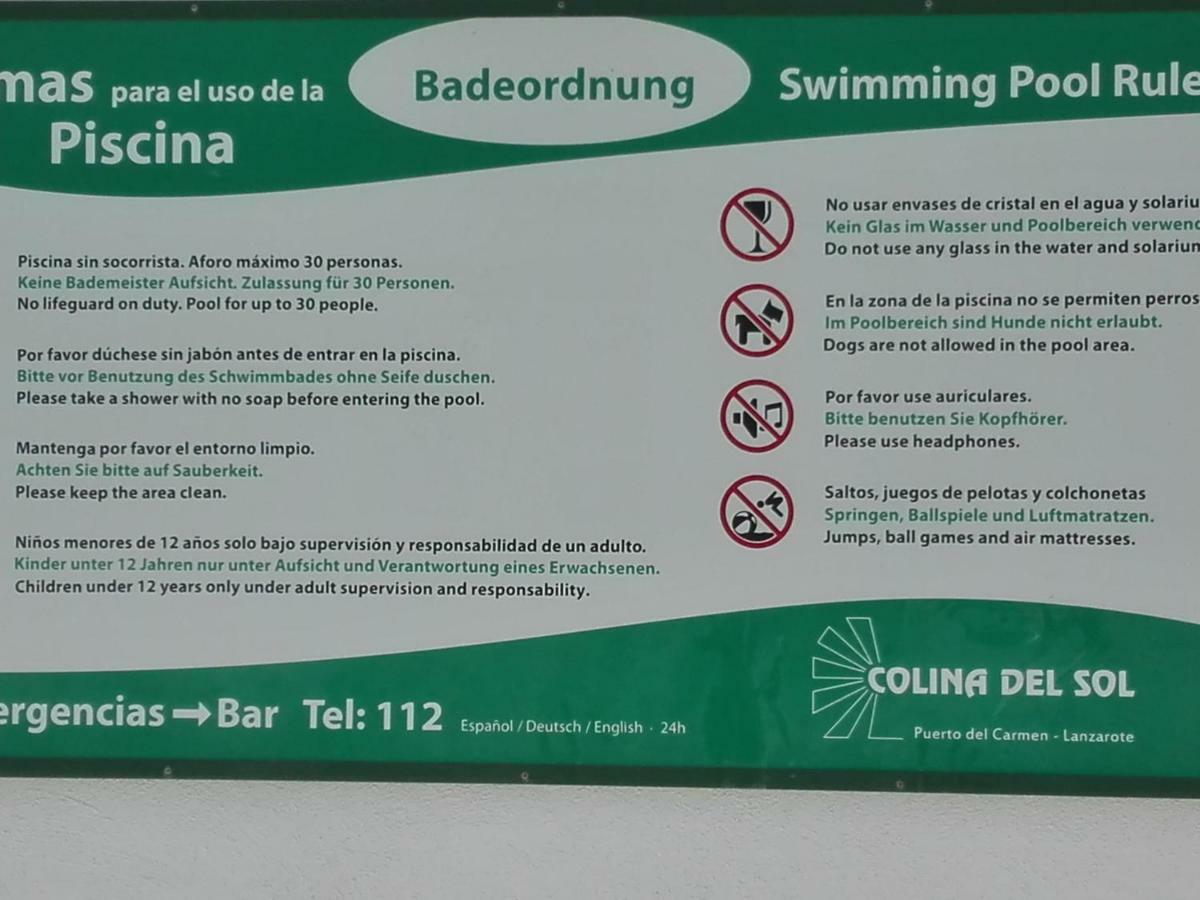 mas para el uso de la
Piscina
Badeordnung
Swimming Pool Rule
Piscina sin socorrista. Aforo máximo 30 personas.
Keine Bademeister Aufsicht. Zulassung für 30 Personen.
No lifeguard on duty. Pool for up to 30 people.
Por favor dúchese sin jabón antes de entrar en la piscina.
Bitte vor Benutzung des Schwimmbades ohne Seife duschen.
Please take a shower with no soap before entering the pool.
Mantenga por favor el entorno limpio.
Achten Sie bitte auf Sauberkeit.
Please keep the area clean.
Niños menores de 12 años solo bajo supervisión y responsabilidad de un adulto.
Kinder unter 12 Jahren nur unter Aufsicht und Verantwortung eines Erwachsenen.
Children under 12 years only under adult supervision and responsability.
No usar envases de cristal en el agua y solariu
Kein Glas im Wasser und Poolbereich verwend
Do not use any glass in the water and solarium
En la zona de la piscina no se permiten perros
Im Poolbereich sind Hunde nicht erlaubt.
Dogs are not allowed in the pool area.
Por favor use auriculares.
Bitte benutzen Sie Kopfhörer.
Please use headphones.
Saltos, juegos de pelotas y colchonetas
Springen, Ballspiele und Luftmatratzen.
Jumps, ball games and air mattresses.
ergencias → Bar Tel: 112 Español / Deutsch / English · 24h
COLINA DEL SOL
Puerto del Carmen - Lanzarote